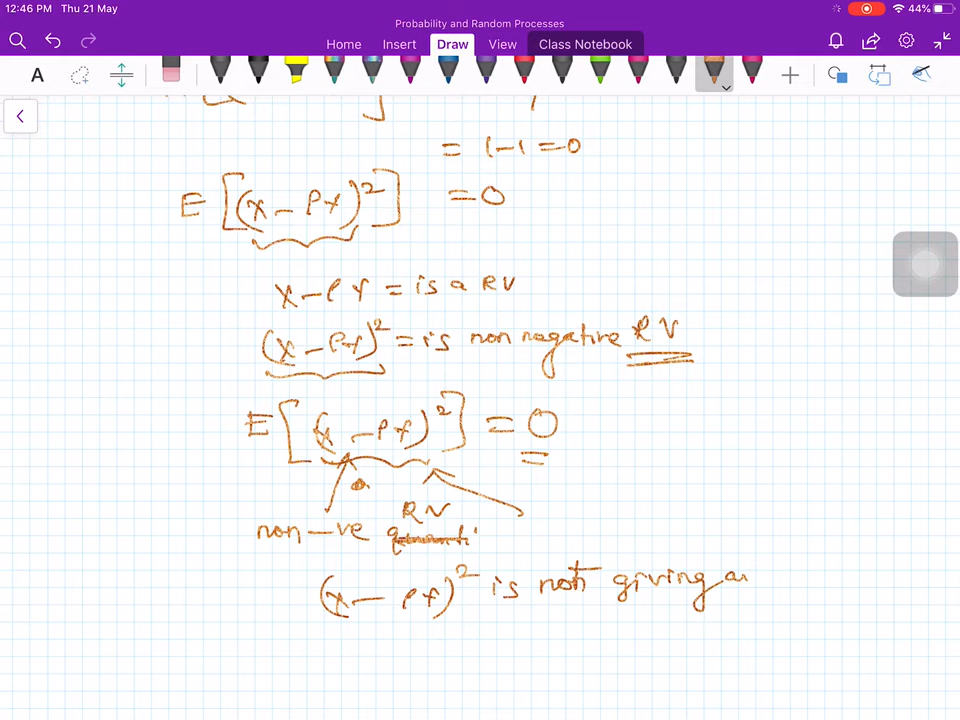 12:46 PM Thu 21 May 44%
Probability and Random Processes
Home Insert Draw View Class Notebook
A
= 1-1 = 0
E[(X - ρY)²] = 0
X - ρY = is a RV
(X - ρY)² = is non negative RV
E[(X - ρY)²] = 0
RV
non -ve
(X - ρY)² is not giving